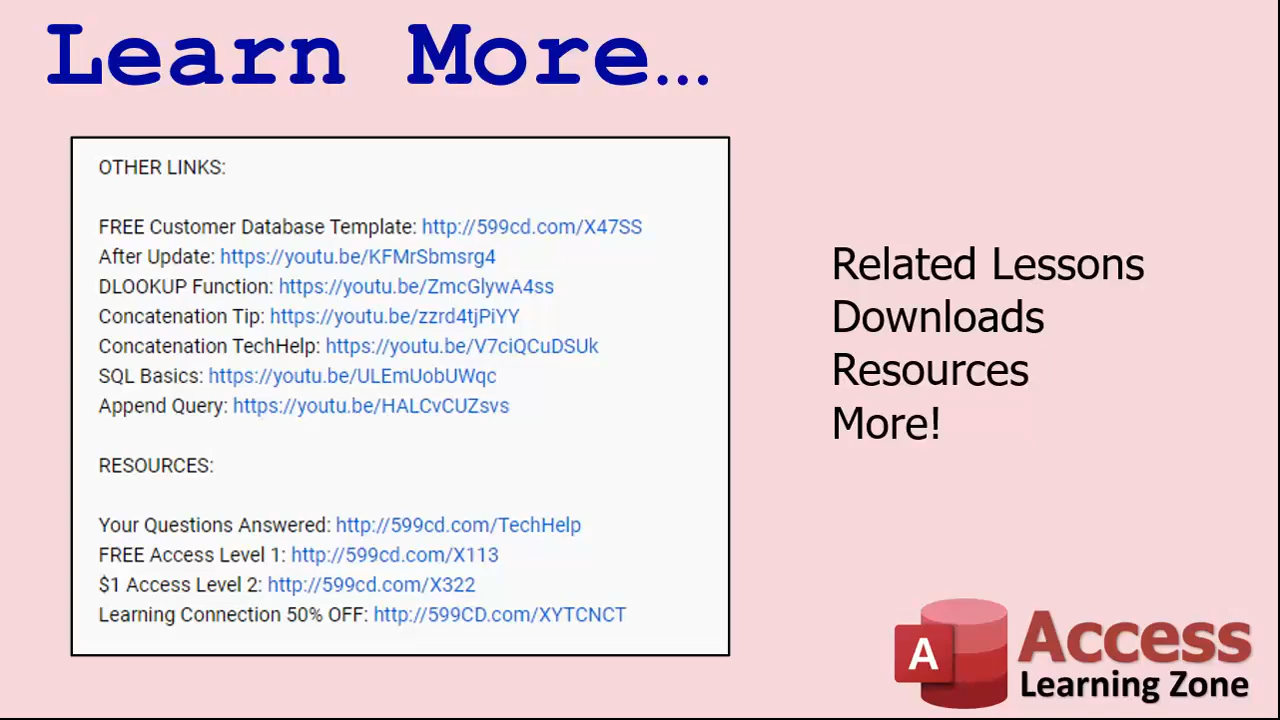 Learn More...
OTHER LINKS:
FREE Customer Database Template: http://599cd.com/X47SS
After Update: https://youtu.be/KFMrSbmsrg4
DLOOKUP Function: https://youtu.be/ZmcGlywA4ss
Concatenation Tip: https://youtu.be/zzrd4tjPiYY
Concatenation TechHelp: https://youtu.be/V7ciQCuDSUk
SQL Basics: https://youtu.be/ULEmUobUWqc
Append Query: https://youtu.be/HALCvCUZsvs
RESOURCES:
Your Questions Answered: http://599cd.com/TechHelp
FREE Access Level 1: http://599cd.com/X113
$1 Access Level 2: http://599cd.com/X322
Learning Connection 50% OFF: http://599CD.com/XYTCNCT
Related Lessons
Downloads
Resources
More!
A
Access
Learning Zone